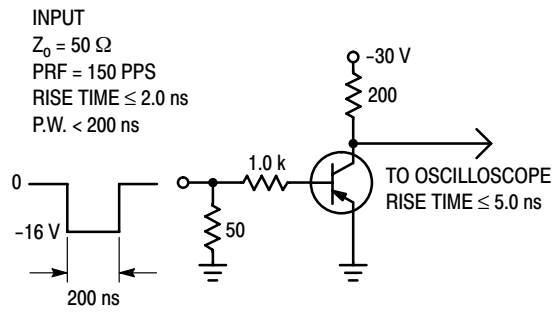 INPUT
Zo = 50 Ω
PRF = 150 PPS
RISE TIME ≤ 2.0 ns
P.W. < 200 ns
−30 V
200
1.0 k
TO OSCILLOSCOPE
RISE TIME ≤ 5.0 ns
0
−16 V
50
200 ns